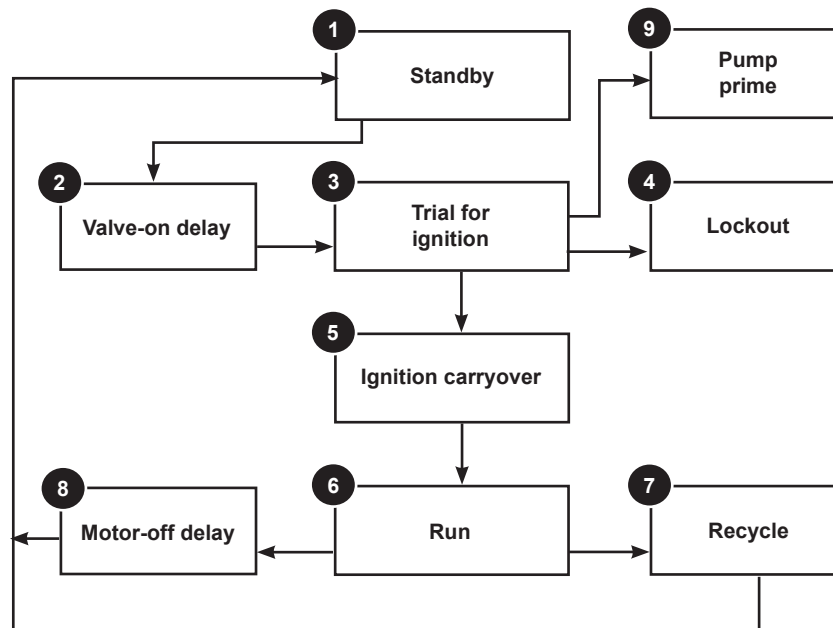 1
Standby
9
Pump
prime
2
Valve-on delay
3
Trial for
ignition
4
Lockout
5
Ignition carryover
8
Motor-off delay
6
Run
7
Recycle